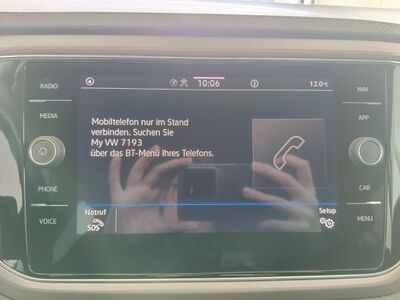 RADIO
10:06
12.0°C
NAV
MEDIA
APP
Mobiltelefon nur im Stand
verbinden. Suchen Sie
My VW 7193
über das BT-Menü Ihres Telefons.
PHONE
CAR
VOICE
Notruf
SOS
Setup
MENU